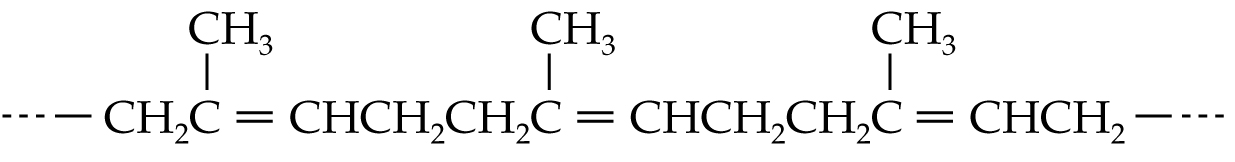 CH₃ CH₃ CH₃
| | |
---—CH₂C=CHCH₂CH₂C=CHCH₂CH₂C=CHCH₂—---